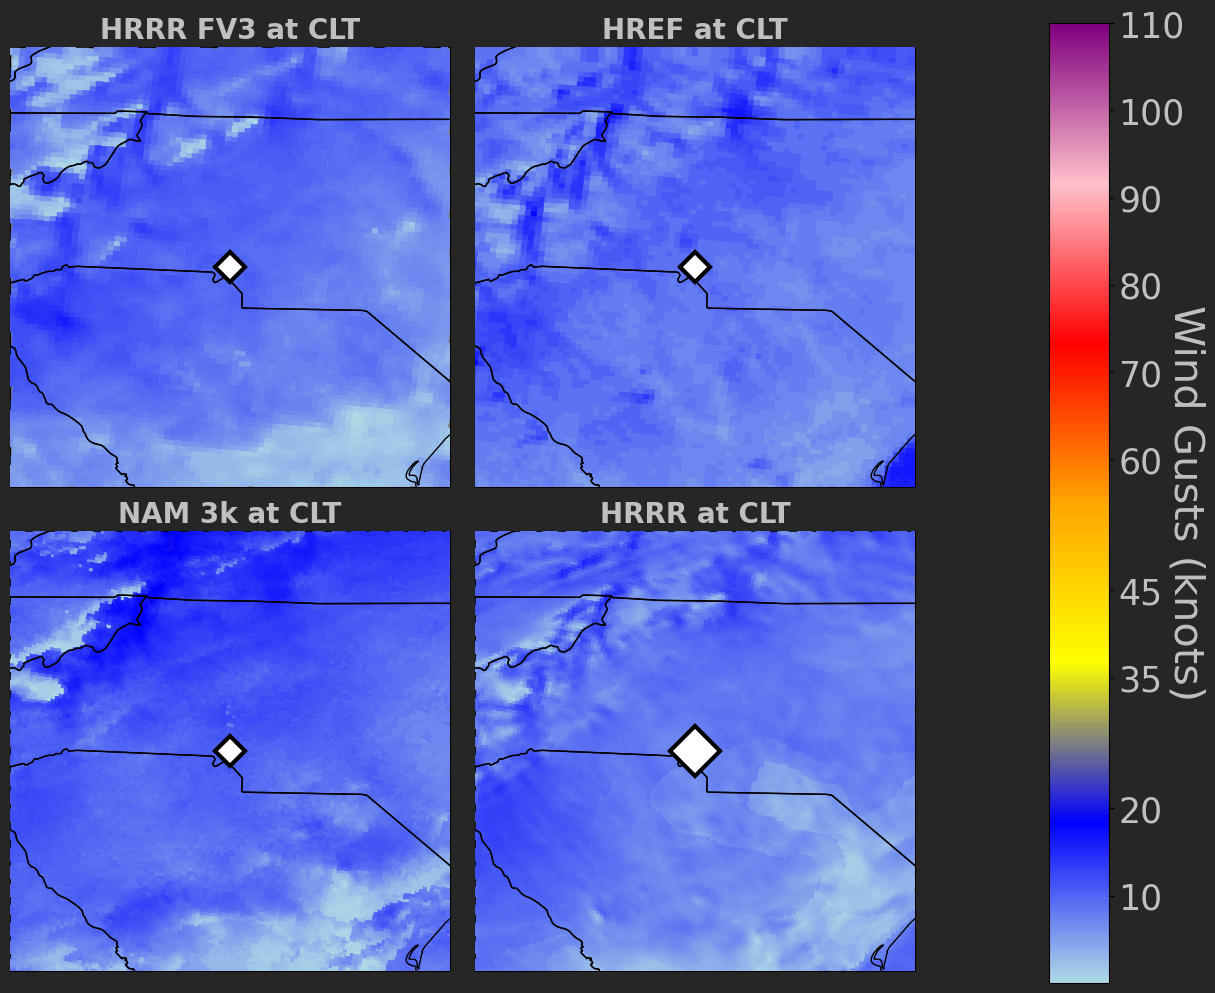 HRRR FV3 at CLT
HREF at CLT
NAM 3k at CLT
HRRR at CLT
110
100
90
80
70
60
45
35
20
10
Wind Gusts (knots)